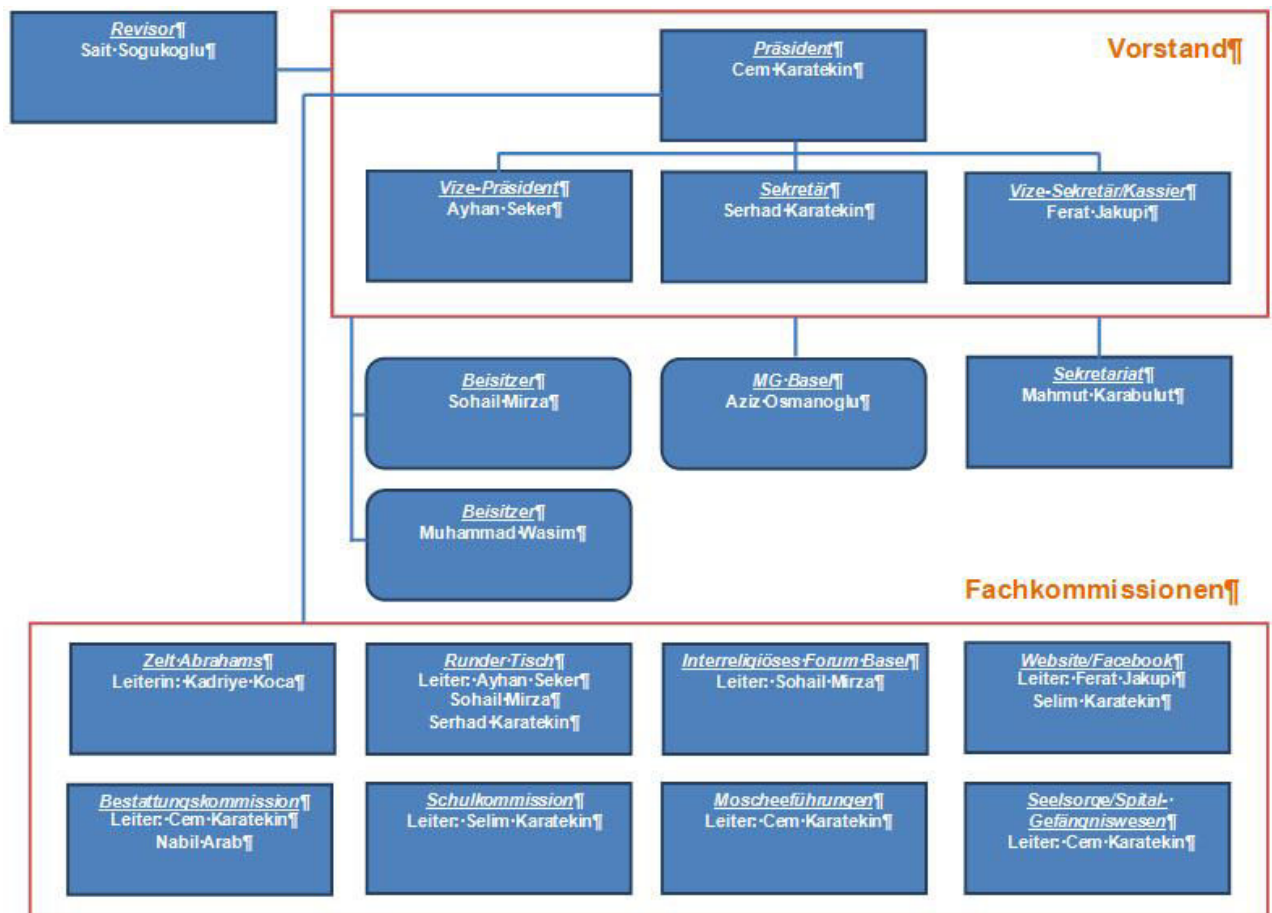 Revisor¶
Sait·Sogukoglu¶
Vorstand¶
Präsident¶
Cem·Karatekin¶
Vize-Präsident¶
Ayhan·Seker¶
Sekretär¶
Serhad·Karatekin¶
Vize-Sekretär/Kassier¶
Ferat·Jakupi¶
Beisitzer¶
Sohail·Mirza¶
MG·Basel¶
Aziz·Osmanoglu¶
Sekretariat¶
Mahmut·Karabulut¶
Beisitzer¶
Muhammad·Wasim¶
Fachkommissionen¶
Zelt·Abrahams¶
Leiterin:·Kadriye·Koca¶
Runder·Tisch¶
Leiter:·Ayhan·Seker¶
Sohail·Mirza¶
Serhad·Karatekin¶
Interreligiöses·Forum·Basel¶
Leiter:·Sohail·Mirza¶
Website/Facebook¶
Leiter:·Ferat·Jakupi¶
Selim·Karatekin¶
Bestattungskommission¶
Leiter:·Cem·Karatekin¶
Nabil·Arab¶
Schulkommission¶
Leiter:·Selim·Karatekin¶
Moscheeführungen¶
Leiter:·Cem·Karatekin¶
Seelsorge/Spital-·
Gefängniswesen¶
Leiter:·Cem·Karatekin¶